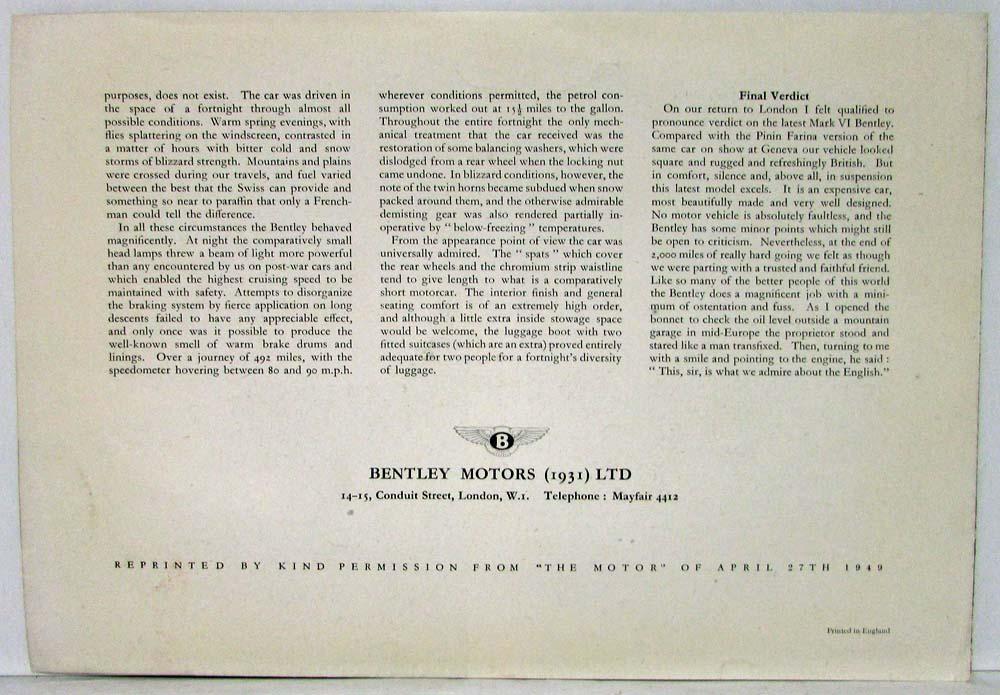 purposes, does not exist. The car was driven in
the space of a fortnight through almost all
possible conditions. Warm spring evenings, with
flies splattering on the windscreen, contrasted in
a matter of hours with bitter cold and snow
storms of blizzard strength. Mountains and plains
were crossed during our travels, and fuel varied
between the best that the Swiss can provide and
something so near to paraffin that only a French-
man could tell the difference.
In all these circumstances the Bentley behaved
magnificently. At night the comparatively small
head lamps threw a beam of light more powerful
than any encountered by us on post-war cars and
which enabled the highest cruising speed to be
maintained with safety. Attempts to disorganize
the braking system by fierce application on long
descents failed to have any appreciable effect,
and only once was it possible to produce the
well-known smell of warm brake drums and
linings. Over a journey of 492 miles, with the
speedometer hovering between 80 and 90 m.p.h.
wherever conditions permitted, the petrol con-
sumption worked out at 15½ miles to the gallon.
Throughout the entire fortnight the only mech-
anical treatment that the car received was the
restoration of some balancing washers, which were
dislodged from a rear wheel when the locking nut
came undone. In blizzard conditions, however, the
note of the twin horns became subdued when snow
packed around them, and the otherwise admirable
demisting gear was also rendered partially in-
operative by " below-freezing " temperatures.
From the appearance point of view the car was
universally admired. The " spats " which cover
the rear wheels and the chromium strip waistline
tend to give length to what is a comparatively
short motorcar. The interior finish and general
seating comfort is of an extremely high order,
and although a little extra inside stowage space
would be welcome, the luggage boot with two
fitted suitcases (which are an extra) proved entirely
adequate for two people for a fortnight's diversity
of luggage.
Final Verdict
On our return to London I felt qualified to
pronounce verdict on the latest Mark VI Bentley.
Compared with the Pinin Farina version of the
same car on show at Geneva our vehicle looked
square and rugged and refreshingly British. But
in comfort, silence and, above all, in suspension
this latest model excels. It is an expensive car,
most beautifully made and very well designed.
No motor vehicle is absolutely faultless, and the
Bentley has some minor points which might still
be open to criticism. Nevertheless, at the end of
2,000 miles of really hard going we felt as though
we were parting with a trusted and faithful friend.
Like so many of the better people of this world
the Bentley does a magnificent job with a mini-
mum of ostentation and fuss. As I opened the
bonnet to check the oil level outside a mountain
garage in mid-Europe the proprietor stood and
stared like a man transfixed. Then, turning to me
with a smile and pointing to the engine, he said :
" This, sir, is what we admire about the English."
B
BENTLEY MOTORS (1931) LTD
14-15, Conduit Street, London, W.1. Telephone : Mayfair 4412
REPRINTED BY KIND PERMISSION FROM "THE MOTOR" OF APRIL 27TH 1949
Printed in England